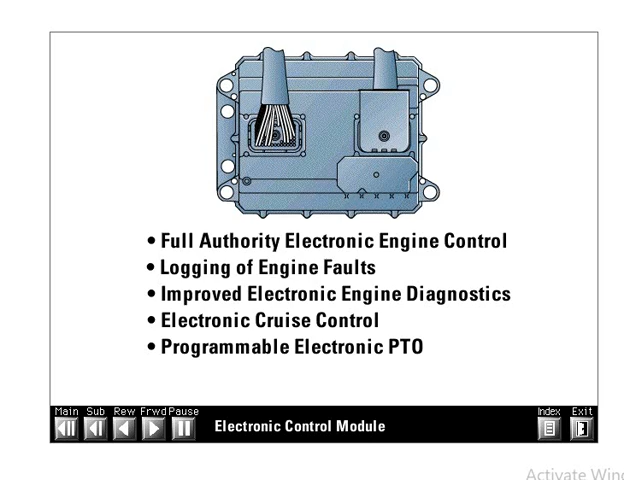 • Full Authority Electronic Engine Control
• Logging of Engine Faults
• Improved Electronic Engine Diagnostics
• Electronic Cruise Control
• Programmable Electronic PTO
Main Sub Rew Frwd Pause Index Exit
Electronic Control Module
Activate